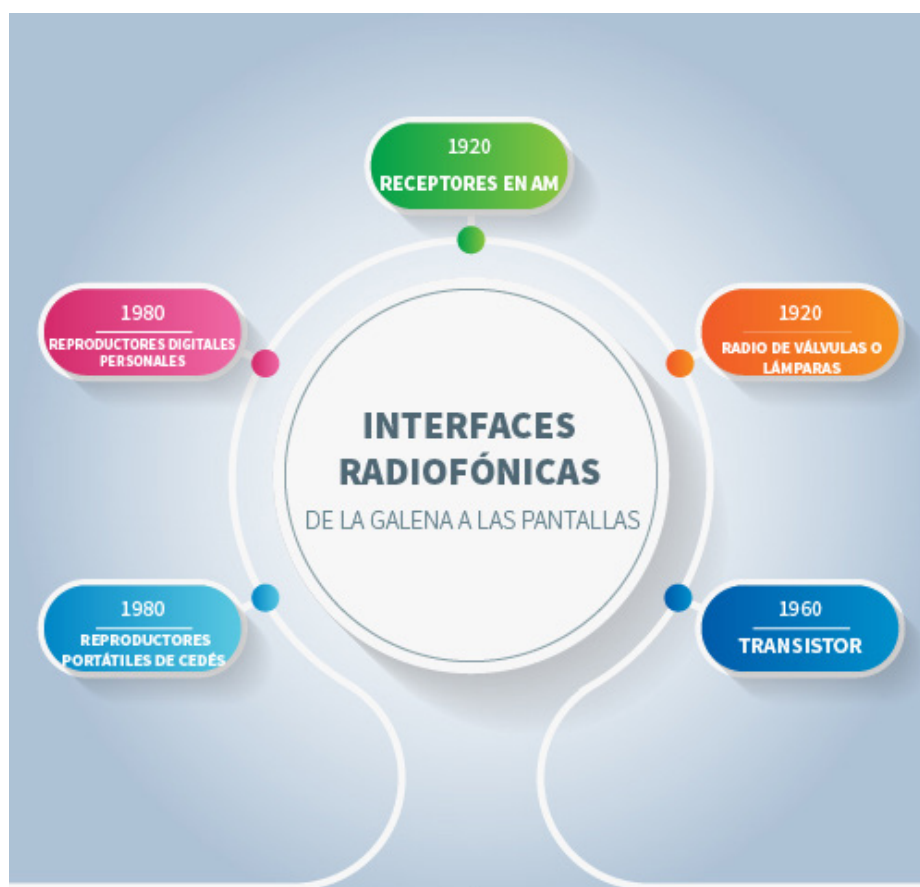 1920
RECEPTORES EN AM
1980
REPRODUCTORES DIGITALES
PERSONALES
1920
RADIO DE VÁLVULAS O
LÁMPARAS
INTERFACES
RADIOFÓNICAS
DE LA GALENA A LAS PANTALLAS
1980
REPRODUCTORES
PORTÁTILES DE CEDÉS
1960
TRANSISTOR